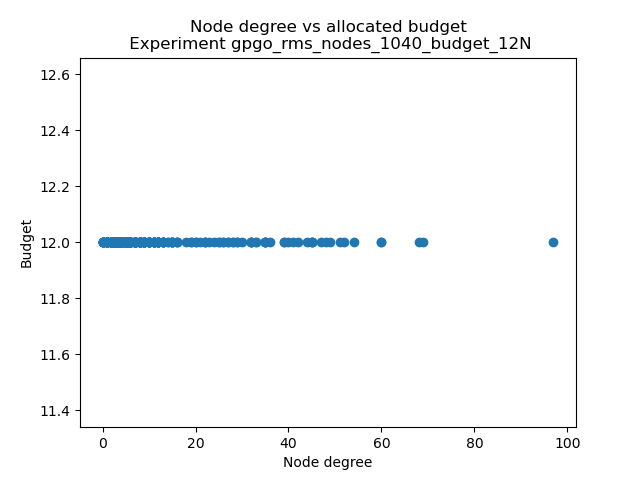 Node degree vs allocated budget
Experiment gpgo_rms_nodes_1040_budget_12N
12.6
12.4
12.2
12.0
11.8
11.6
11.4
Budget
0 20 40 60 80 100
Node degree